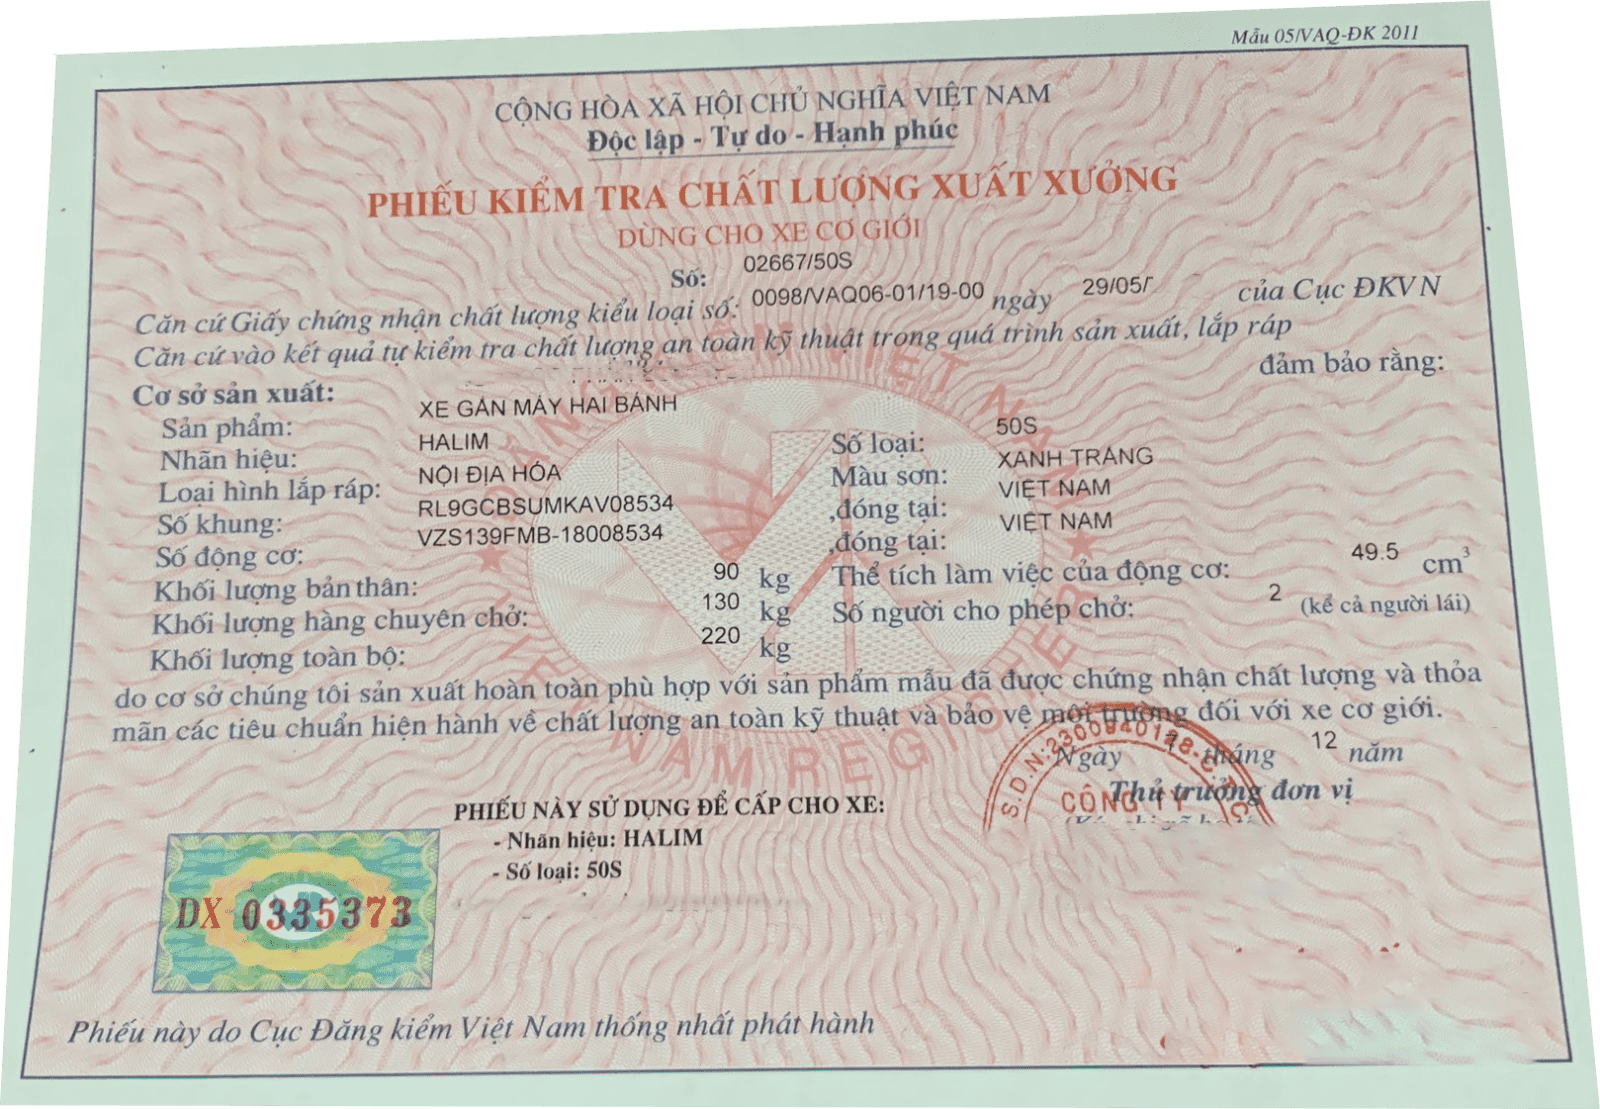 Mẫu 05/VAQ-ĐK 2011
CỘNG HÒA XÃ HỘI CHỦ NGHĨA VIỆT NAM
Độc lập - Tự do - Hạnh phúc
PHIẾU KIỂM TRA CHẤT LƯỢNG XUẤT XƯỞNG
DÙNG CHO XE CƠ GIỚI
Số: 02667/50S
Căn cứ Giấy chứng nhận chất lượng kiểu loại số: 0098/VAQ06-01/19-00 ngày 29/05/ của Cục ĐKVN
Căn cứ vào kết quả tự kiểm tra chất lượng an toàn kỹ thuật trong quá trình sản xuất, lắp ráp
đảm bảo rằng:
Cơ sở sản xuất:
Sản phẩm: XE GẮN MÁY HAI BÁNH
Nhãn hiệu: HALIM Số loại: 50S
Loại hình lắp ráp: NỘI ĐỊA HÓA Màu sơn: XANH TRẮNG
Số khung: RL9GCBSUMKAV08534 ,đóng tại: VIỆT NAM
Số động cơ: VZS139FMB-18008534 ,đóng tại: VIỆT NAM
Khối lượng bản thân: 90 kg Thể tích làm việc của động cơ: 49.5 cm³
Khối lượng hàng chuyên chở: 130 kg Số người cho phép chở: 2 (kể cả người lái)
Khối lượng toàn bộ: 220 kg
do cơ sở chúng tôi sản xuất hoàn toàn phù hợp với sản phẩm mẫu đã được chứng nhận chất lượng và thỏa
mãn các tiêu chuẩn hiện hành về chất lượng an toàn kỹ thuật và bảo vệ môi trường đối với xe cơ giới.
Ngày tháng 12 năm
Thủ trưởng đơn vị
S.D.N:2300940128-C.
CÔNG TY
PHIẾU NÀY SỬ DỤNG ĐỂ CẤP CHO XE:
- Nhãn hiệu: HALIM
- Số loại: 50S
DX 0335373
VIETNAM REGISTER
Phiếu này do Cục Đăng kiểm Việt Nam thống nhất phát hành